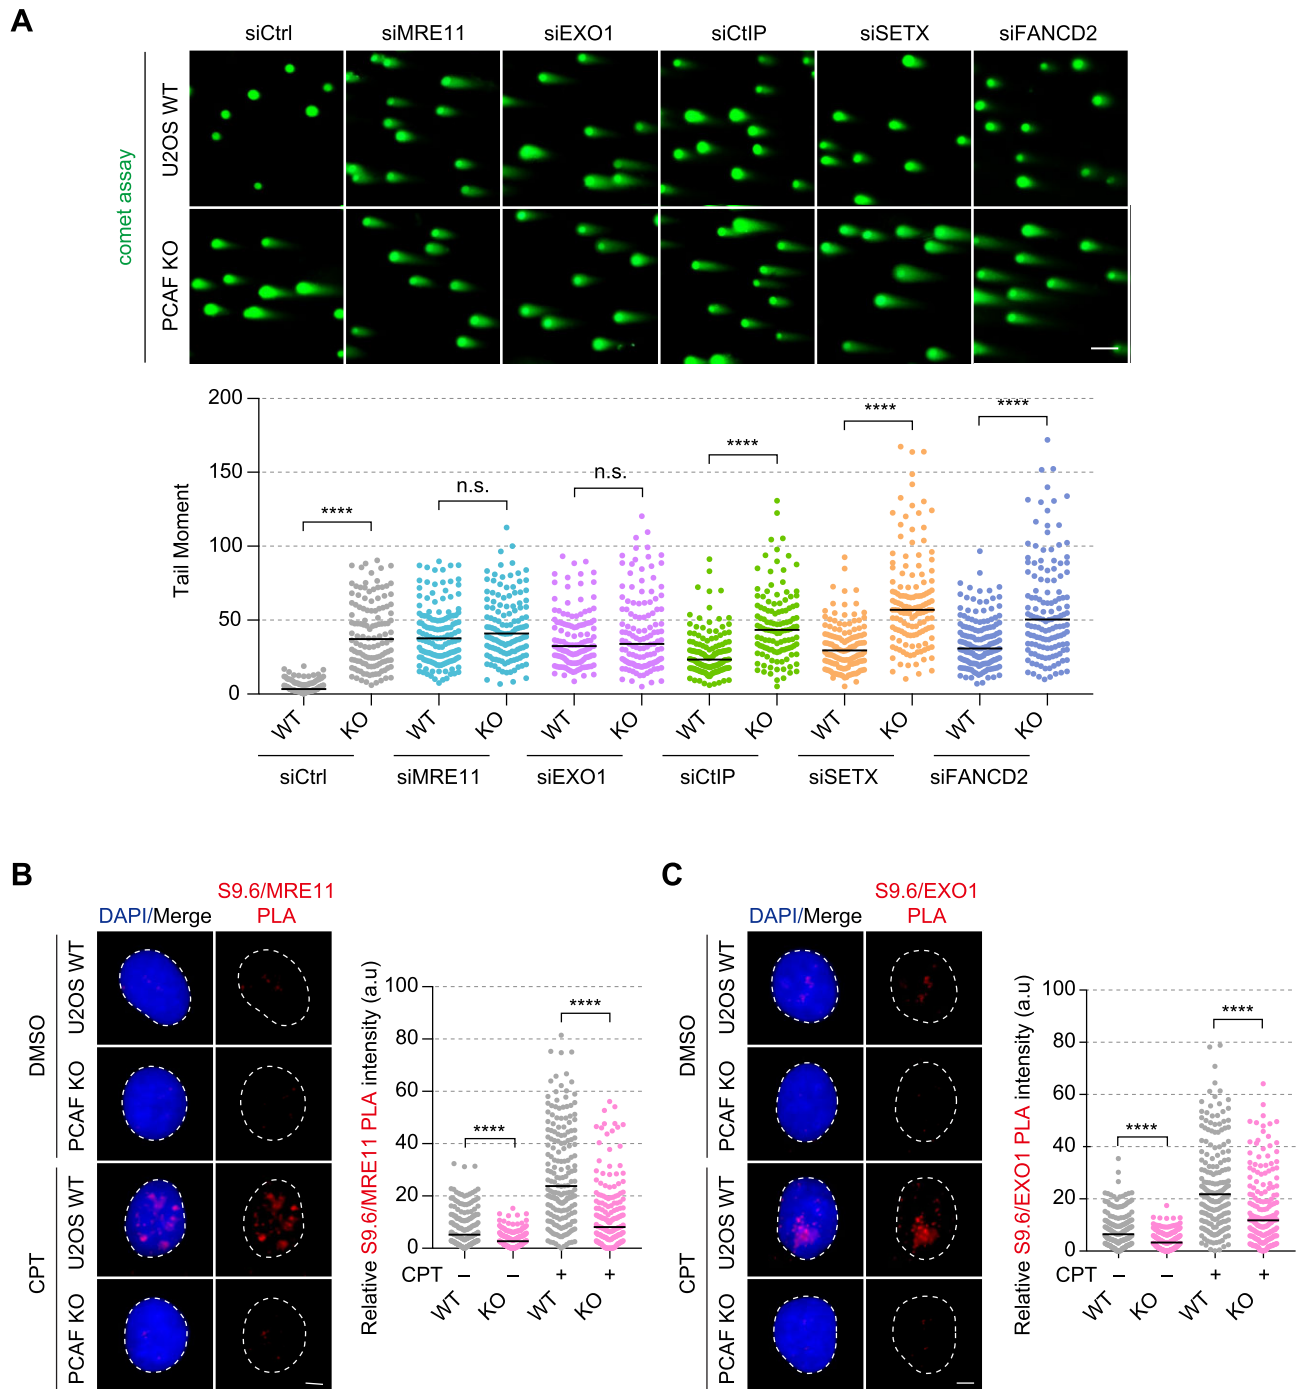 A
siCtrl siMRE11 siEXO1 siCtIP siSETX siFANCD2
comet assay
U2OS WT
PCAF KO
Tail Moment
200
150
100
50
0
**** n.s. n.s. **** **** ****
WT KO WT KO WT KO WT KO WT KO WT KO
siCtrl siMRE11 siEXO1 siCtIP siSETX siFANCD2
B
DAPI/Merge
S9.6/MRE11
PLA
DMSO
U2OS WT
PCAF KO
CPT
U2OS WT
PCAF KO
Relative S9.6/MRE11 PLA intensity (a.u)
100
80
60
40
20
0
**** ****
CPT – – + +
WT KO WT KO
C
DAPI/Merge
S9.6/EXO1
PLA
DMSO
U2OS WT
PCAF KO
CPT
U2OS WT
PCAF KO
Relative S9.6/EXO1 PLA intensity (a.u)
100
80
60
40
20
0
**** ****
CPT – – + +
WT KO WT KO